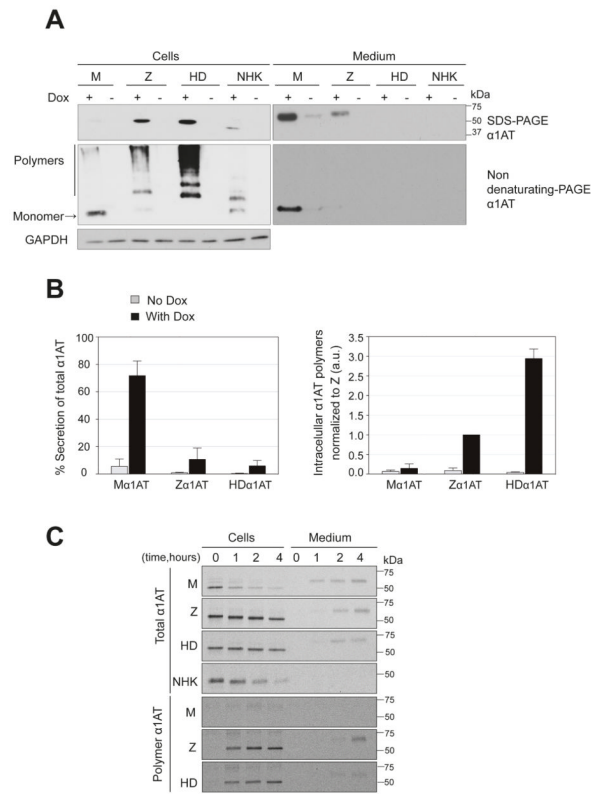 A
Cells Medium
M Z HD NHK M Z HD NHK
Dox + - + - + - + - + - + - + - + - kDa
75
50
37
SDS-PAGE
α1AT
Polymers
Monomer→
Non
denaturating-PAGE
α1AT
GAPDH
B
No Dox
With Dox
% Secretion of total α1AT
100
80
60
40
20
0
Mα1AT Zα1AT HDα1AT
Intracelullar α1AT polymers
normalized to Z (a.u.)
3.5
3.0
2.5
2.0
1.5
1.0
0.5
0.0
Mα1AT Zα1AT HDα1AT
C
Cells Medium
(time,hours) 0 1 2 4 0 1 2 4 kDa
Total α1AT
M 75
50
Z 75
50
HD 75
50
NHK 50
Polymer α1AT
M 75
50
Z 75
50
HD 75
50